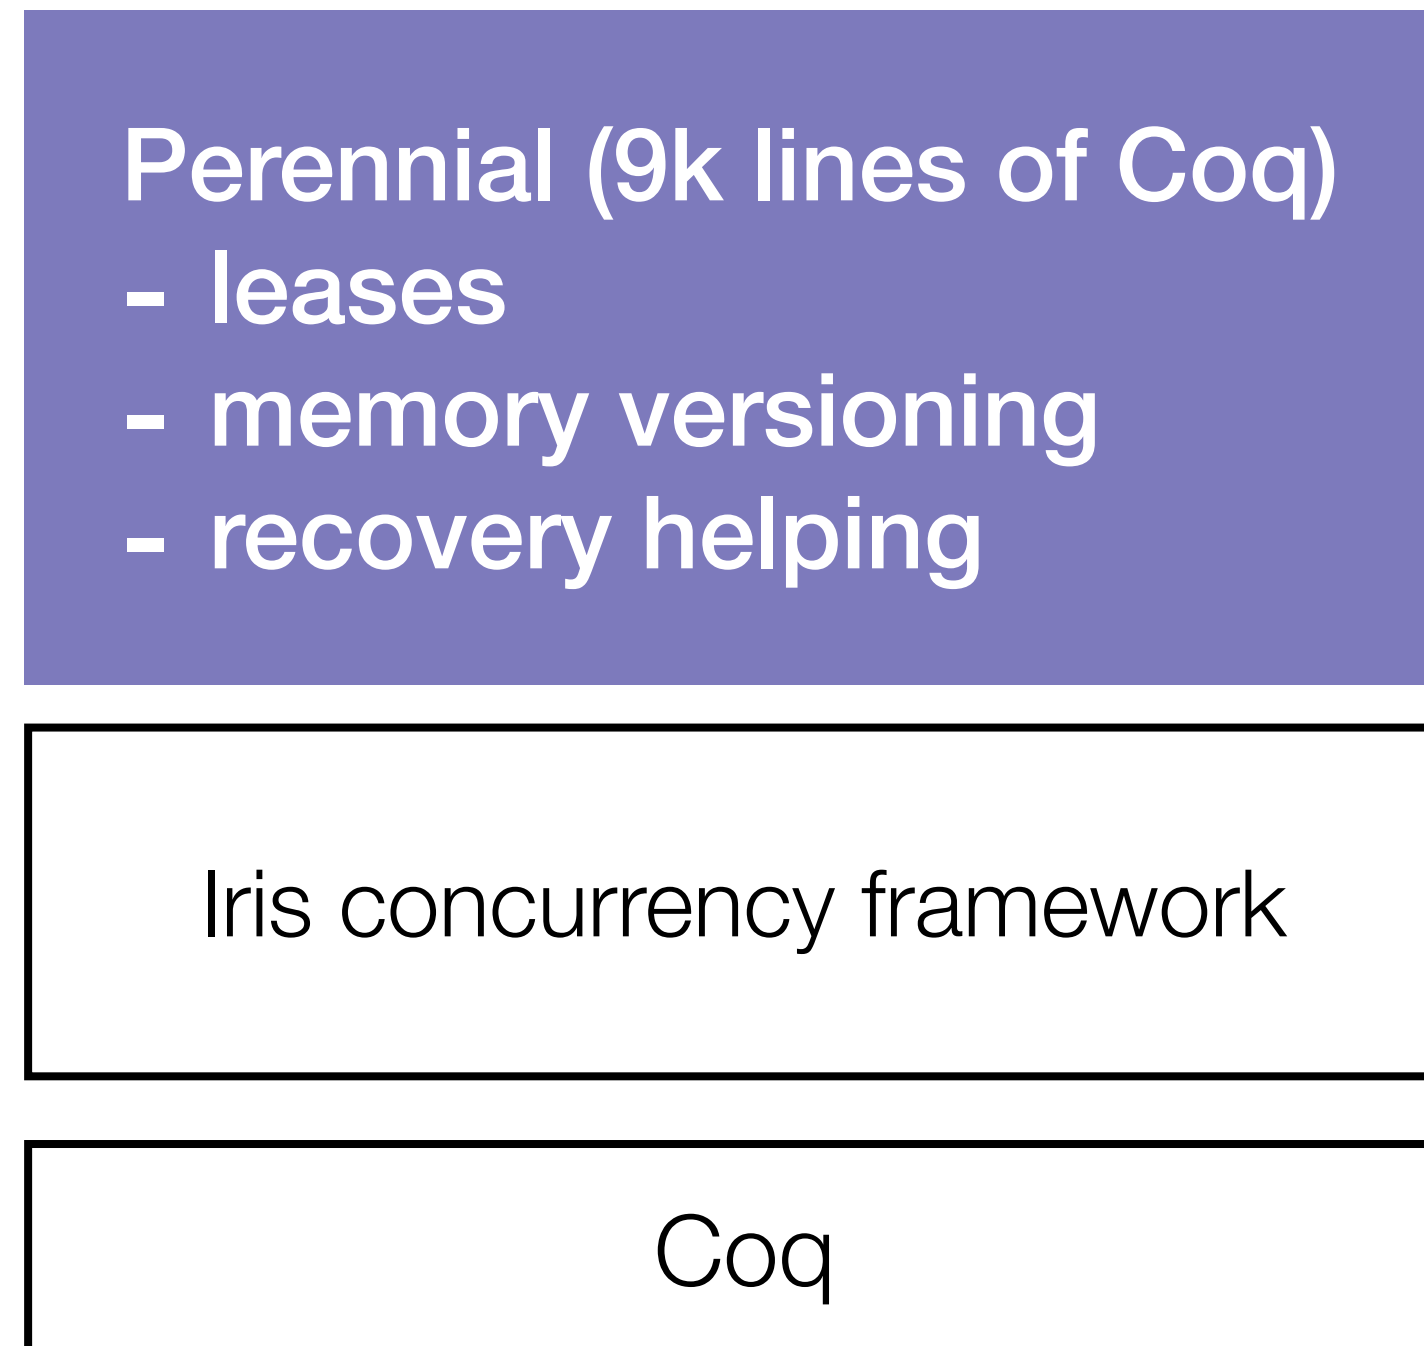 Perennial (9k lines of Coq)
- leases
- memory versioning
- recovery helping
Iris concurrency framework
Coq